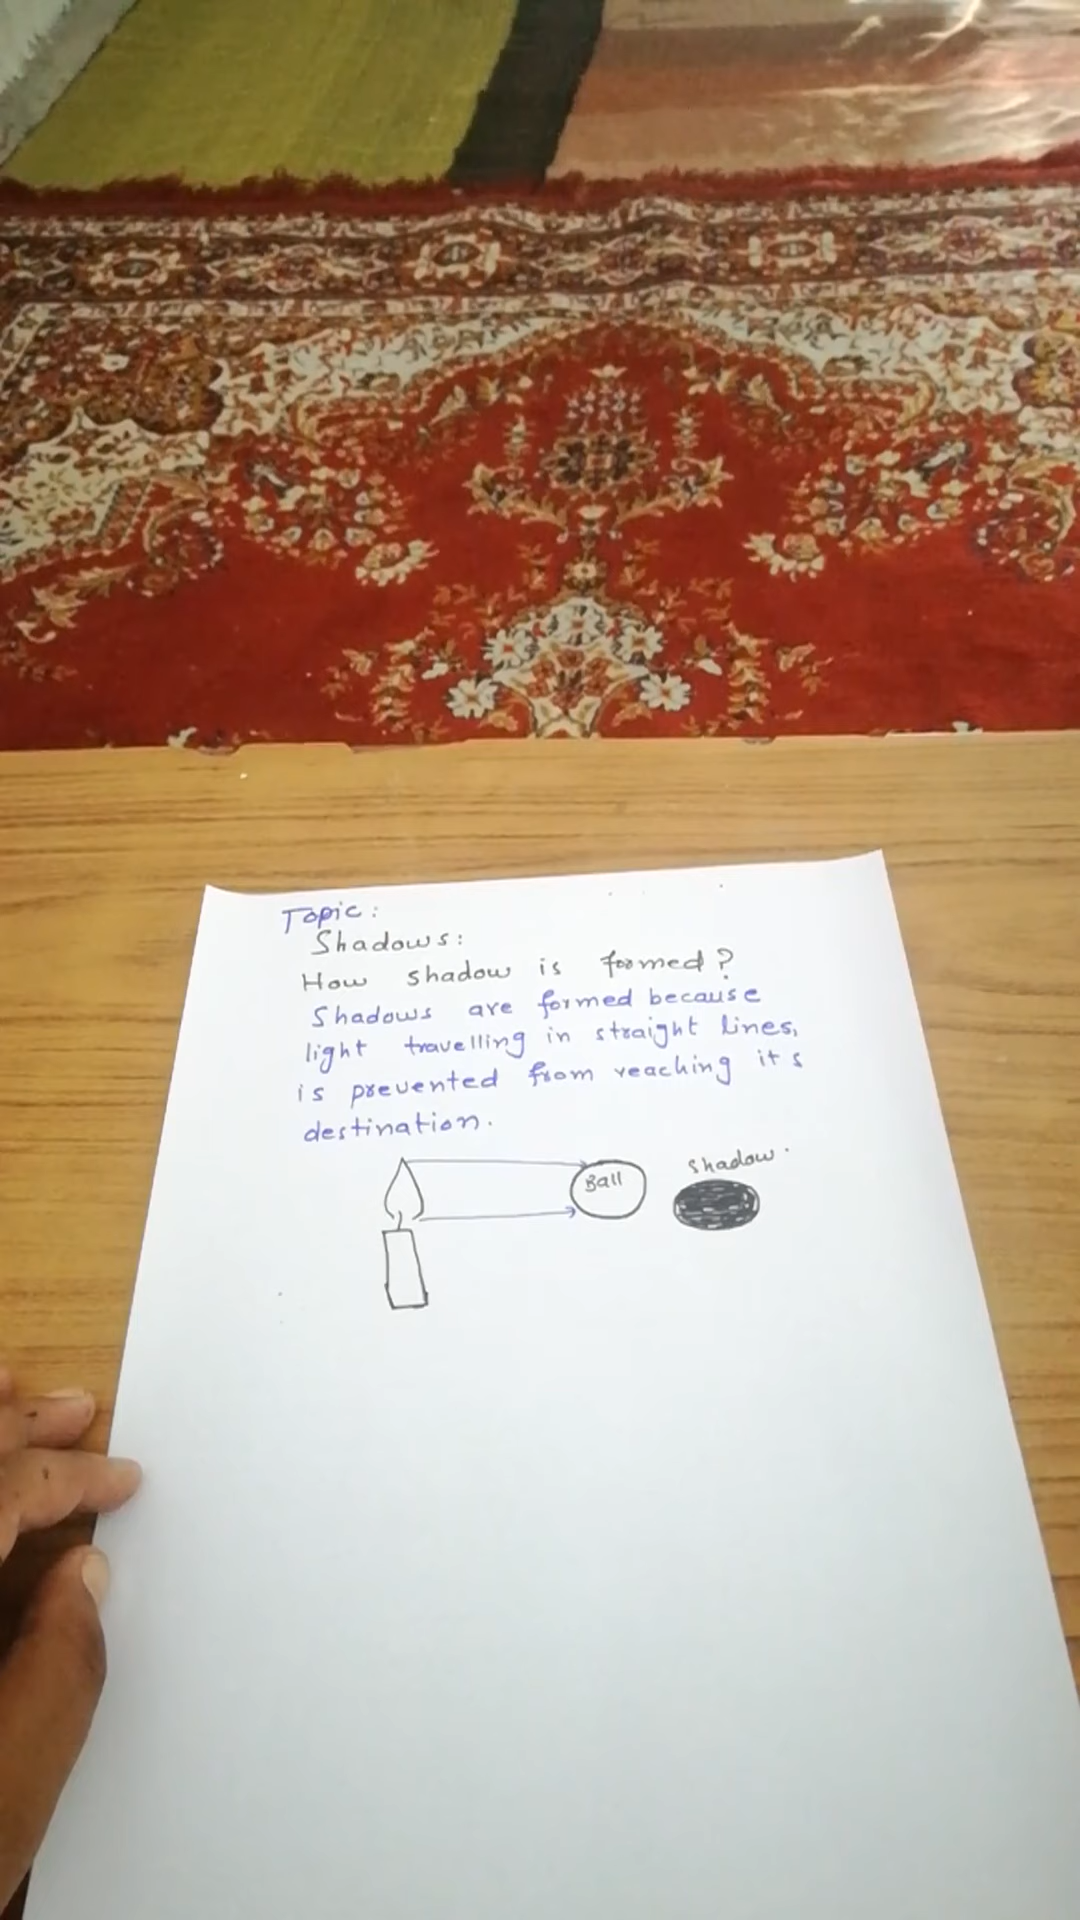 Topic:
Shadows:
How shadow is formed?
Shadows are formed because
light travelling in straight lines,
is prevented from reaching its
destination.
Ball
Shadow.